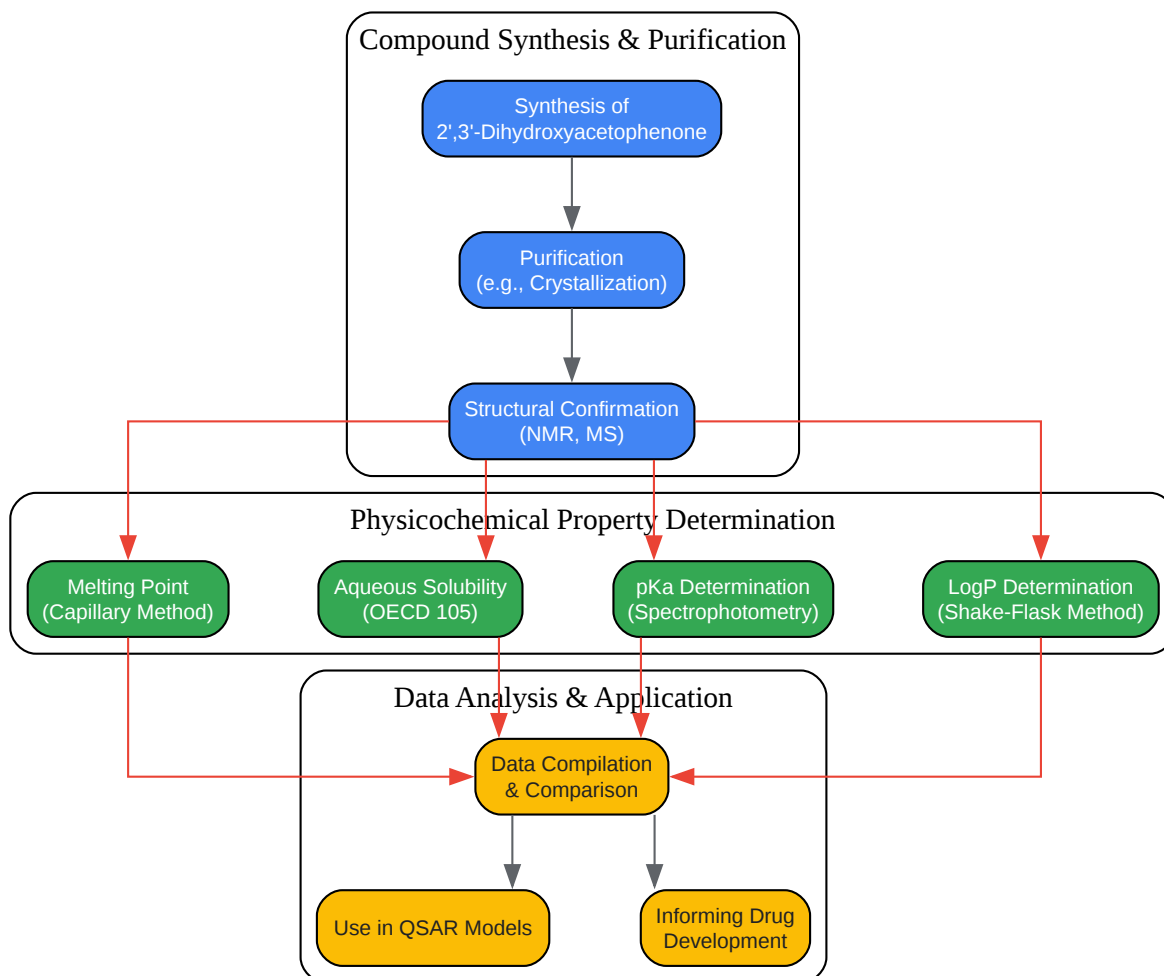 Compound Synthesis & Purification
Synthesis of
2',3'-Dihydroxyacetophenone
Purification
(e.g., Crystallization)
Structural Confirmation
(NMR, MS)
Physicochemical Property Determination
Melting Point
(Capillary Method)
Aqueous Solubility
(OECD 105)
pKa Determination
(Spectrophotometry)
LogP Determination
(Shake-Flask Method)
Data Analysis & Application
Data Compilation
& Comparison
Use in QSAR Models
Informing Drug
Development